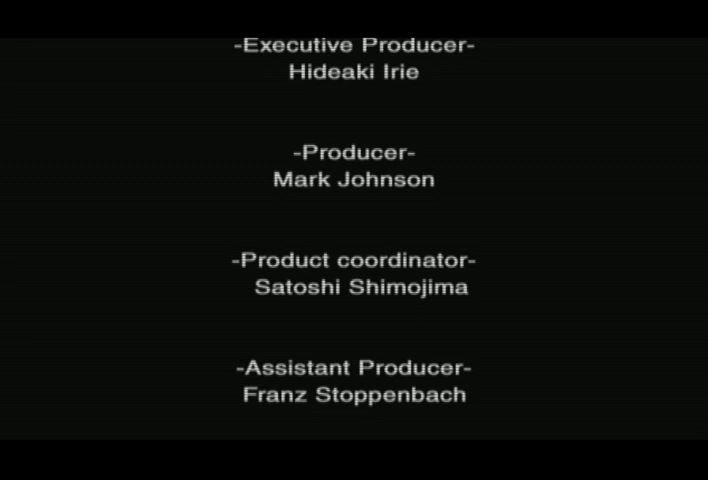 -Executive Producer-
Hideaki Irie
-Producer-
Mark Johnson
-Product coordinator-
Satoshi Shimojima
-Assistant Producer-
Franz Stoppenbach